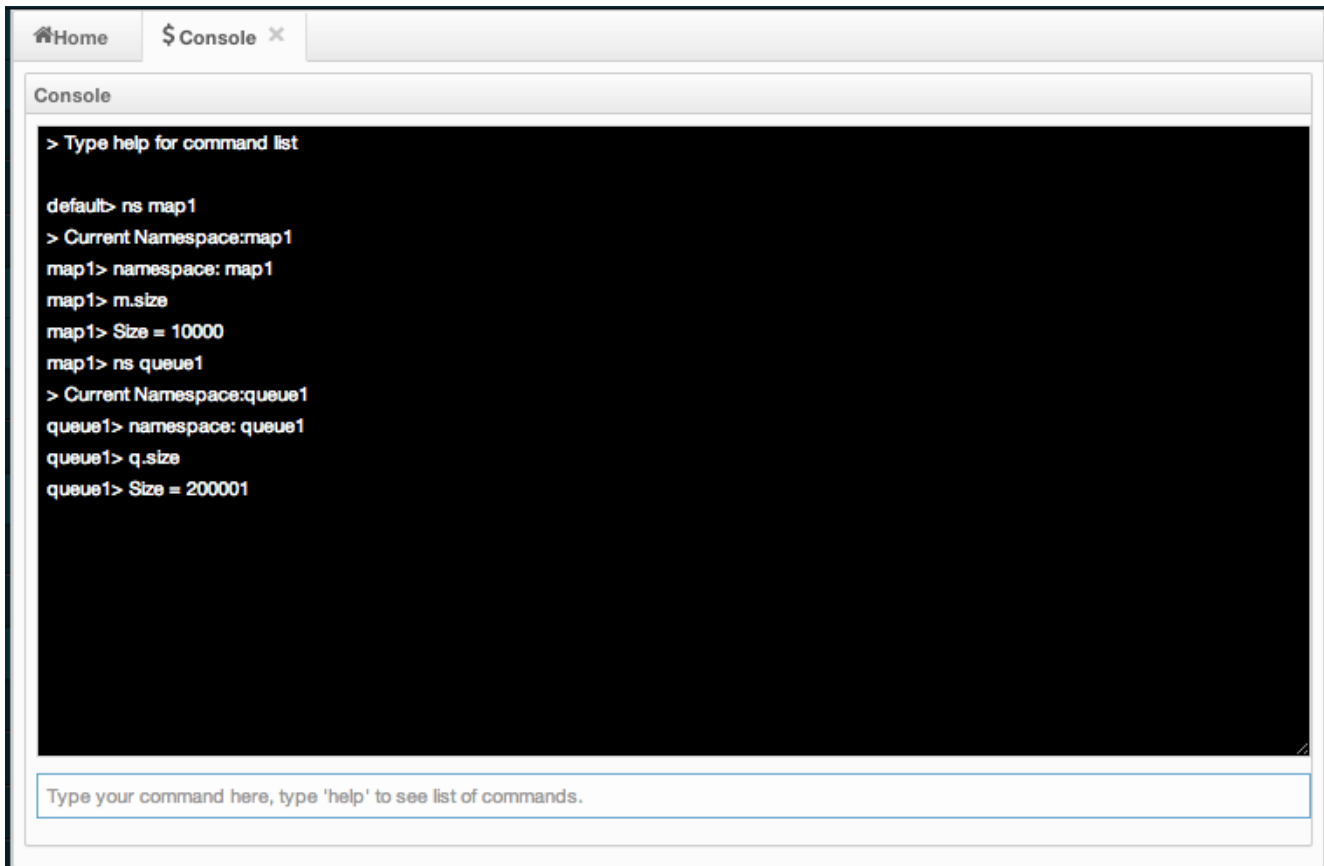 Home
$ Console ×
Console
> Type help for command list
default> ns map1
> Current Namespace:map1
map1> namespace: map1
map1> m.size
map1> Size = 10000
map1> ns queue1
> Current Namespace:queue1
queue1> namespace: queue1
queue1> q.size
queue1> Size = 200001
Type your command here, type 'help' to see list of commands.